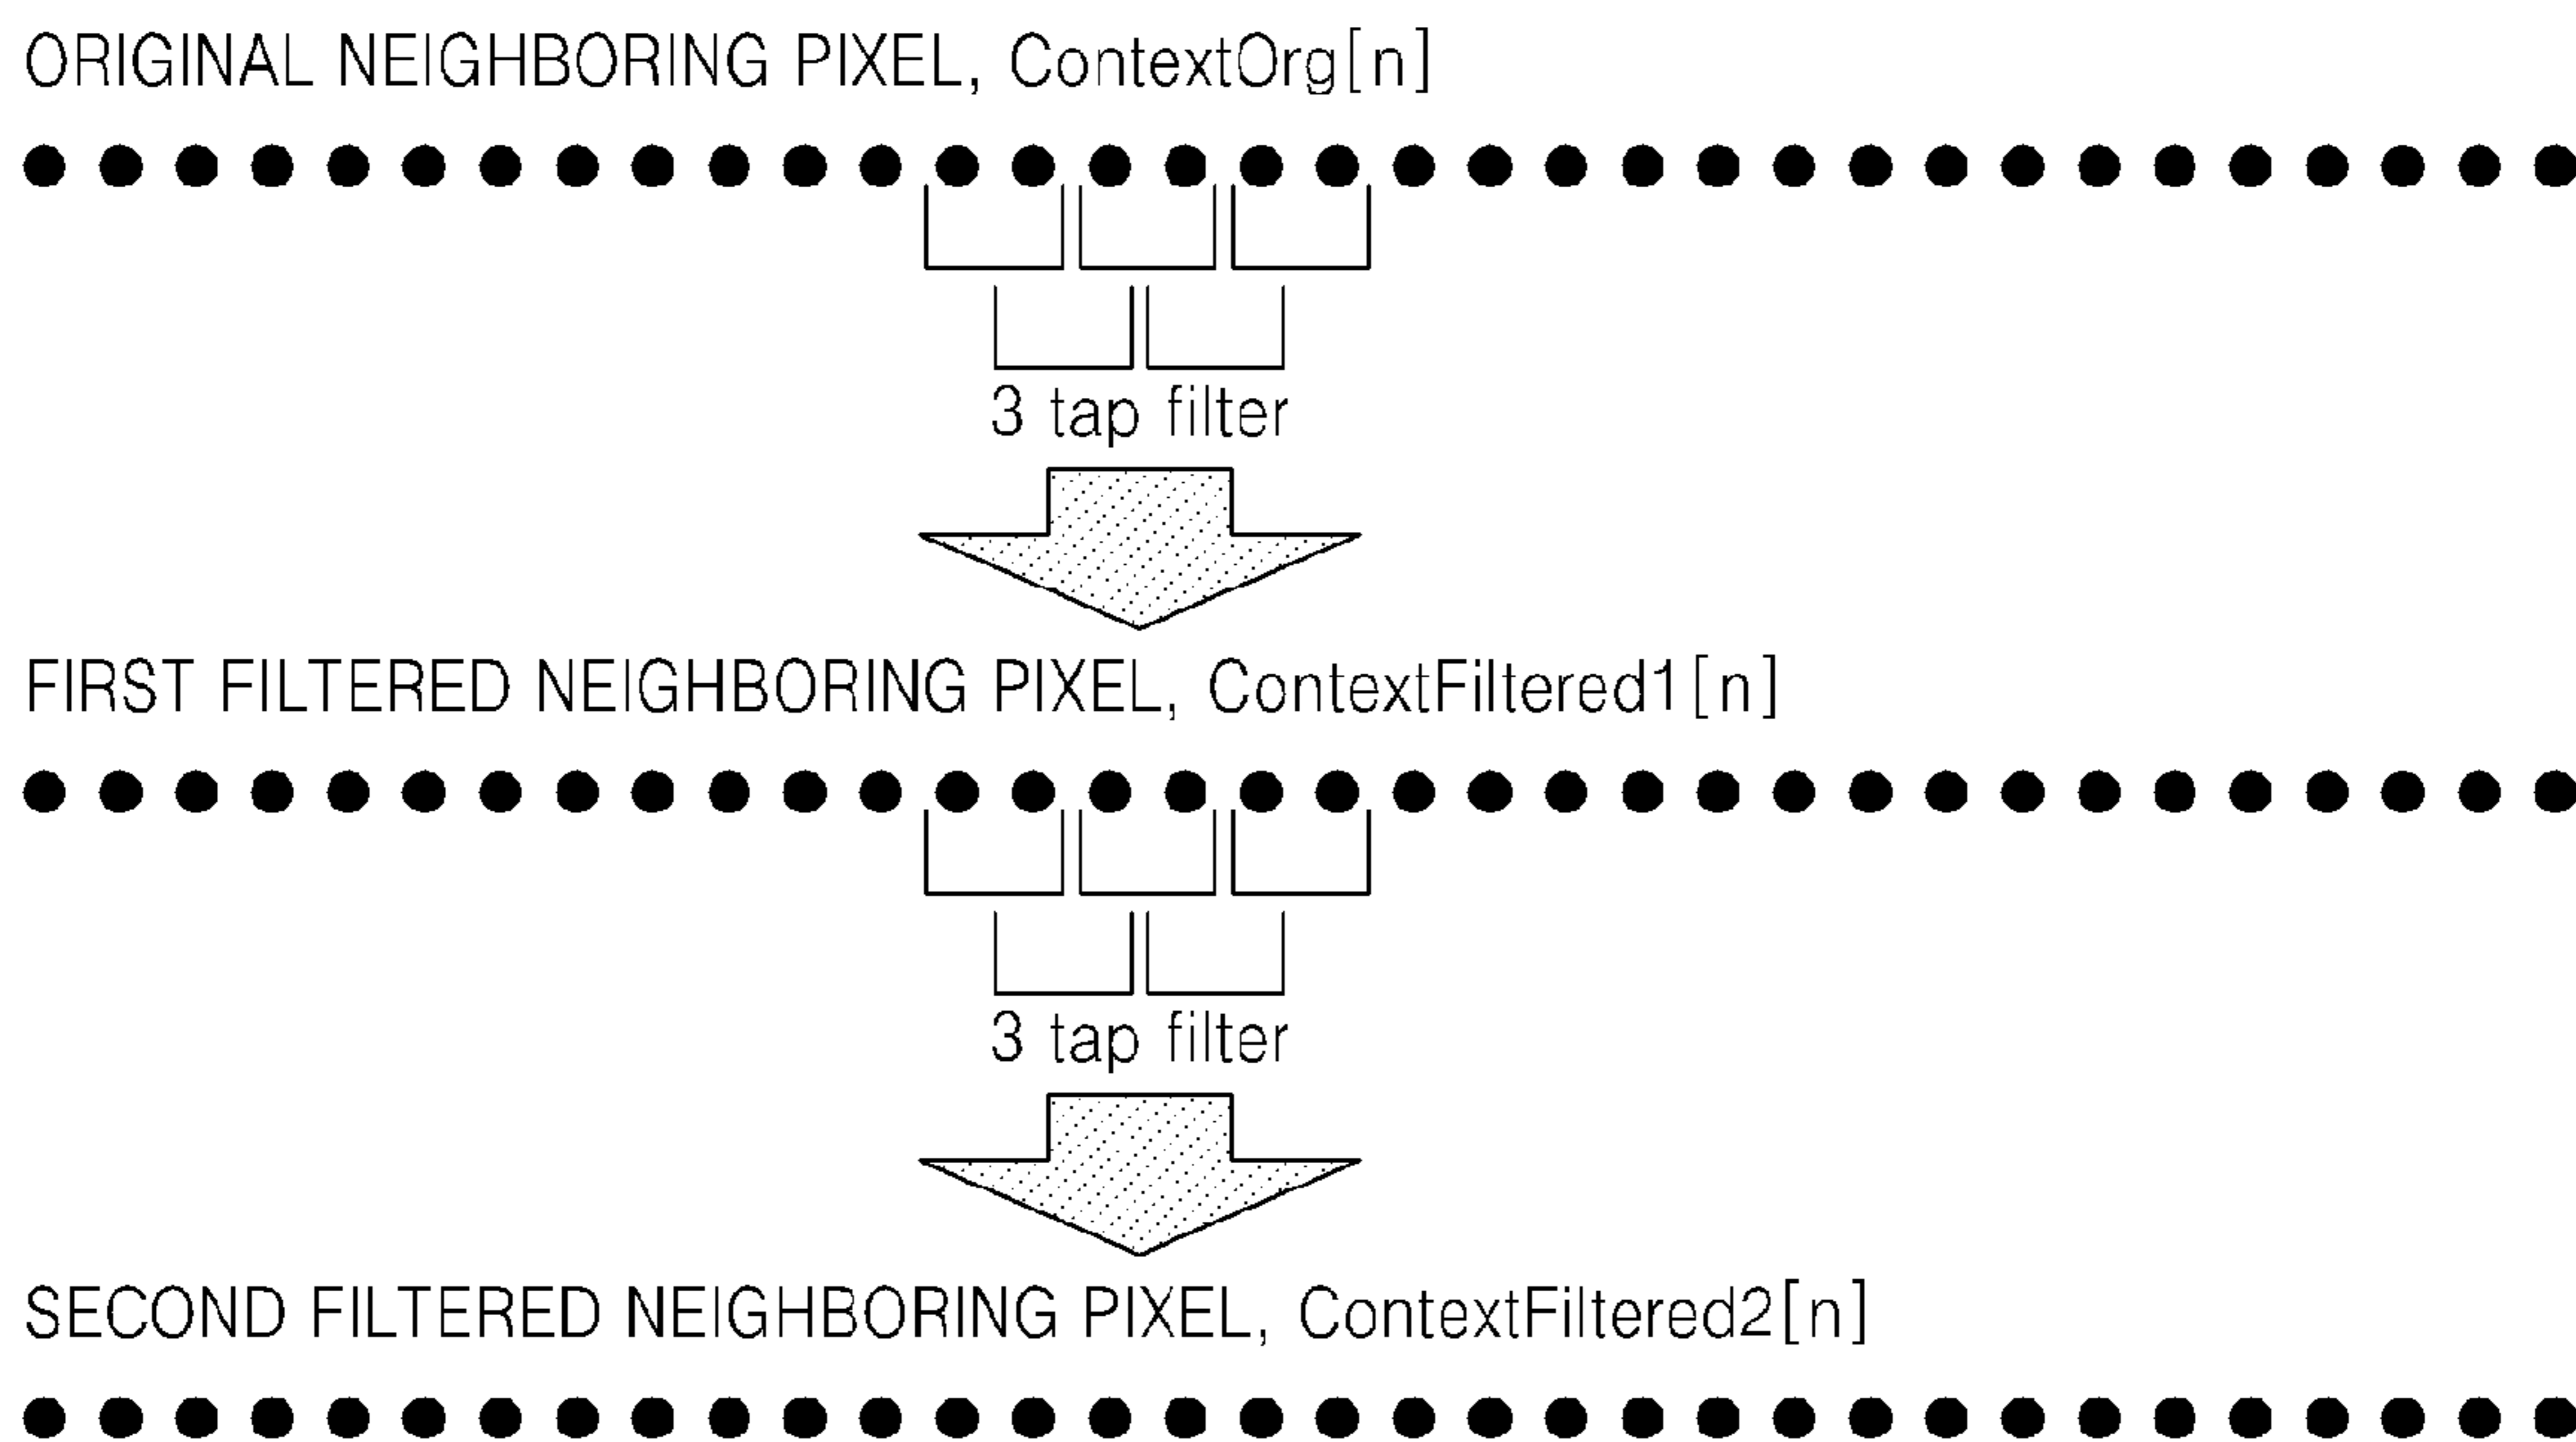 ORIGINAL NEIGHBORING PIXEL, ContextOrg[n]
3 tap filter
FIRST FILTERED NEIGHBORING PIXEL, ContextFiltered1[n]
3 tap filter
SECOND FILTERED NEIGHBORING PIXEL, ContextFiltered2[n]